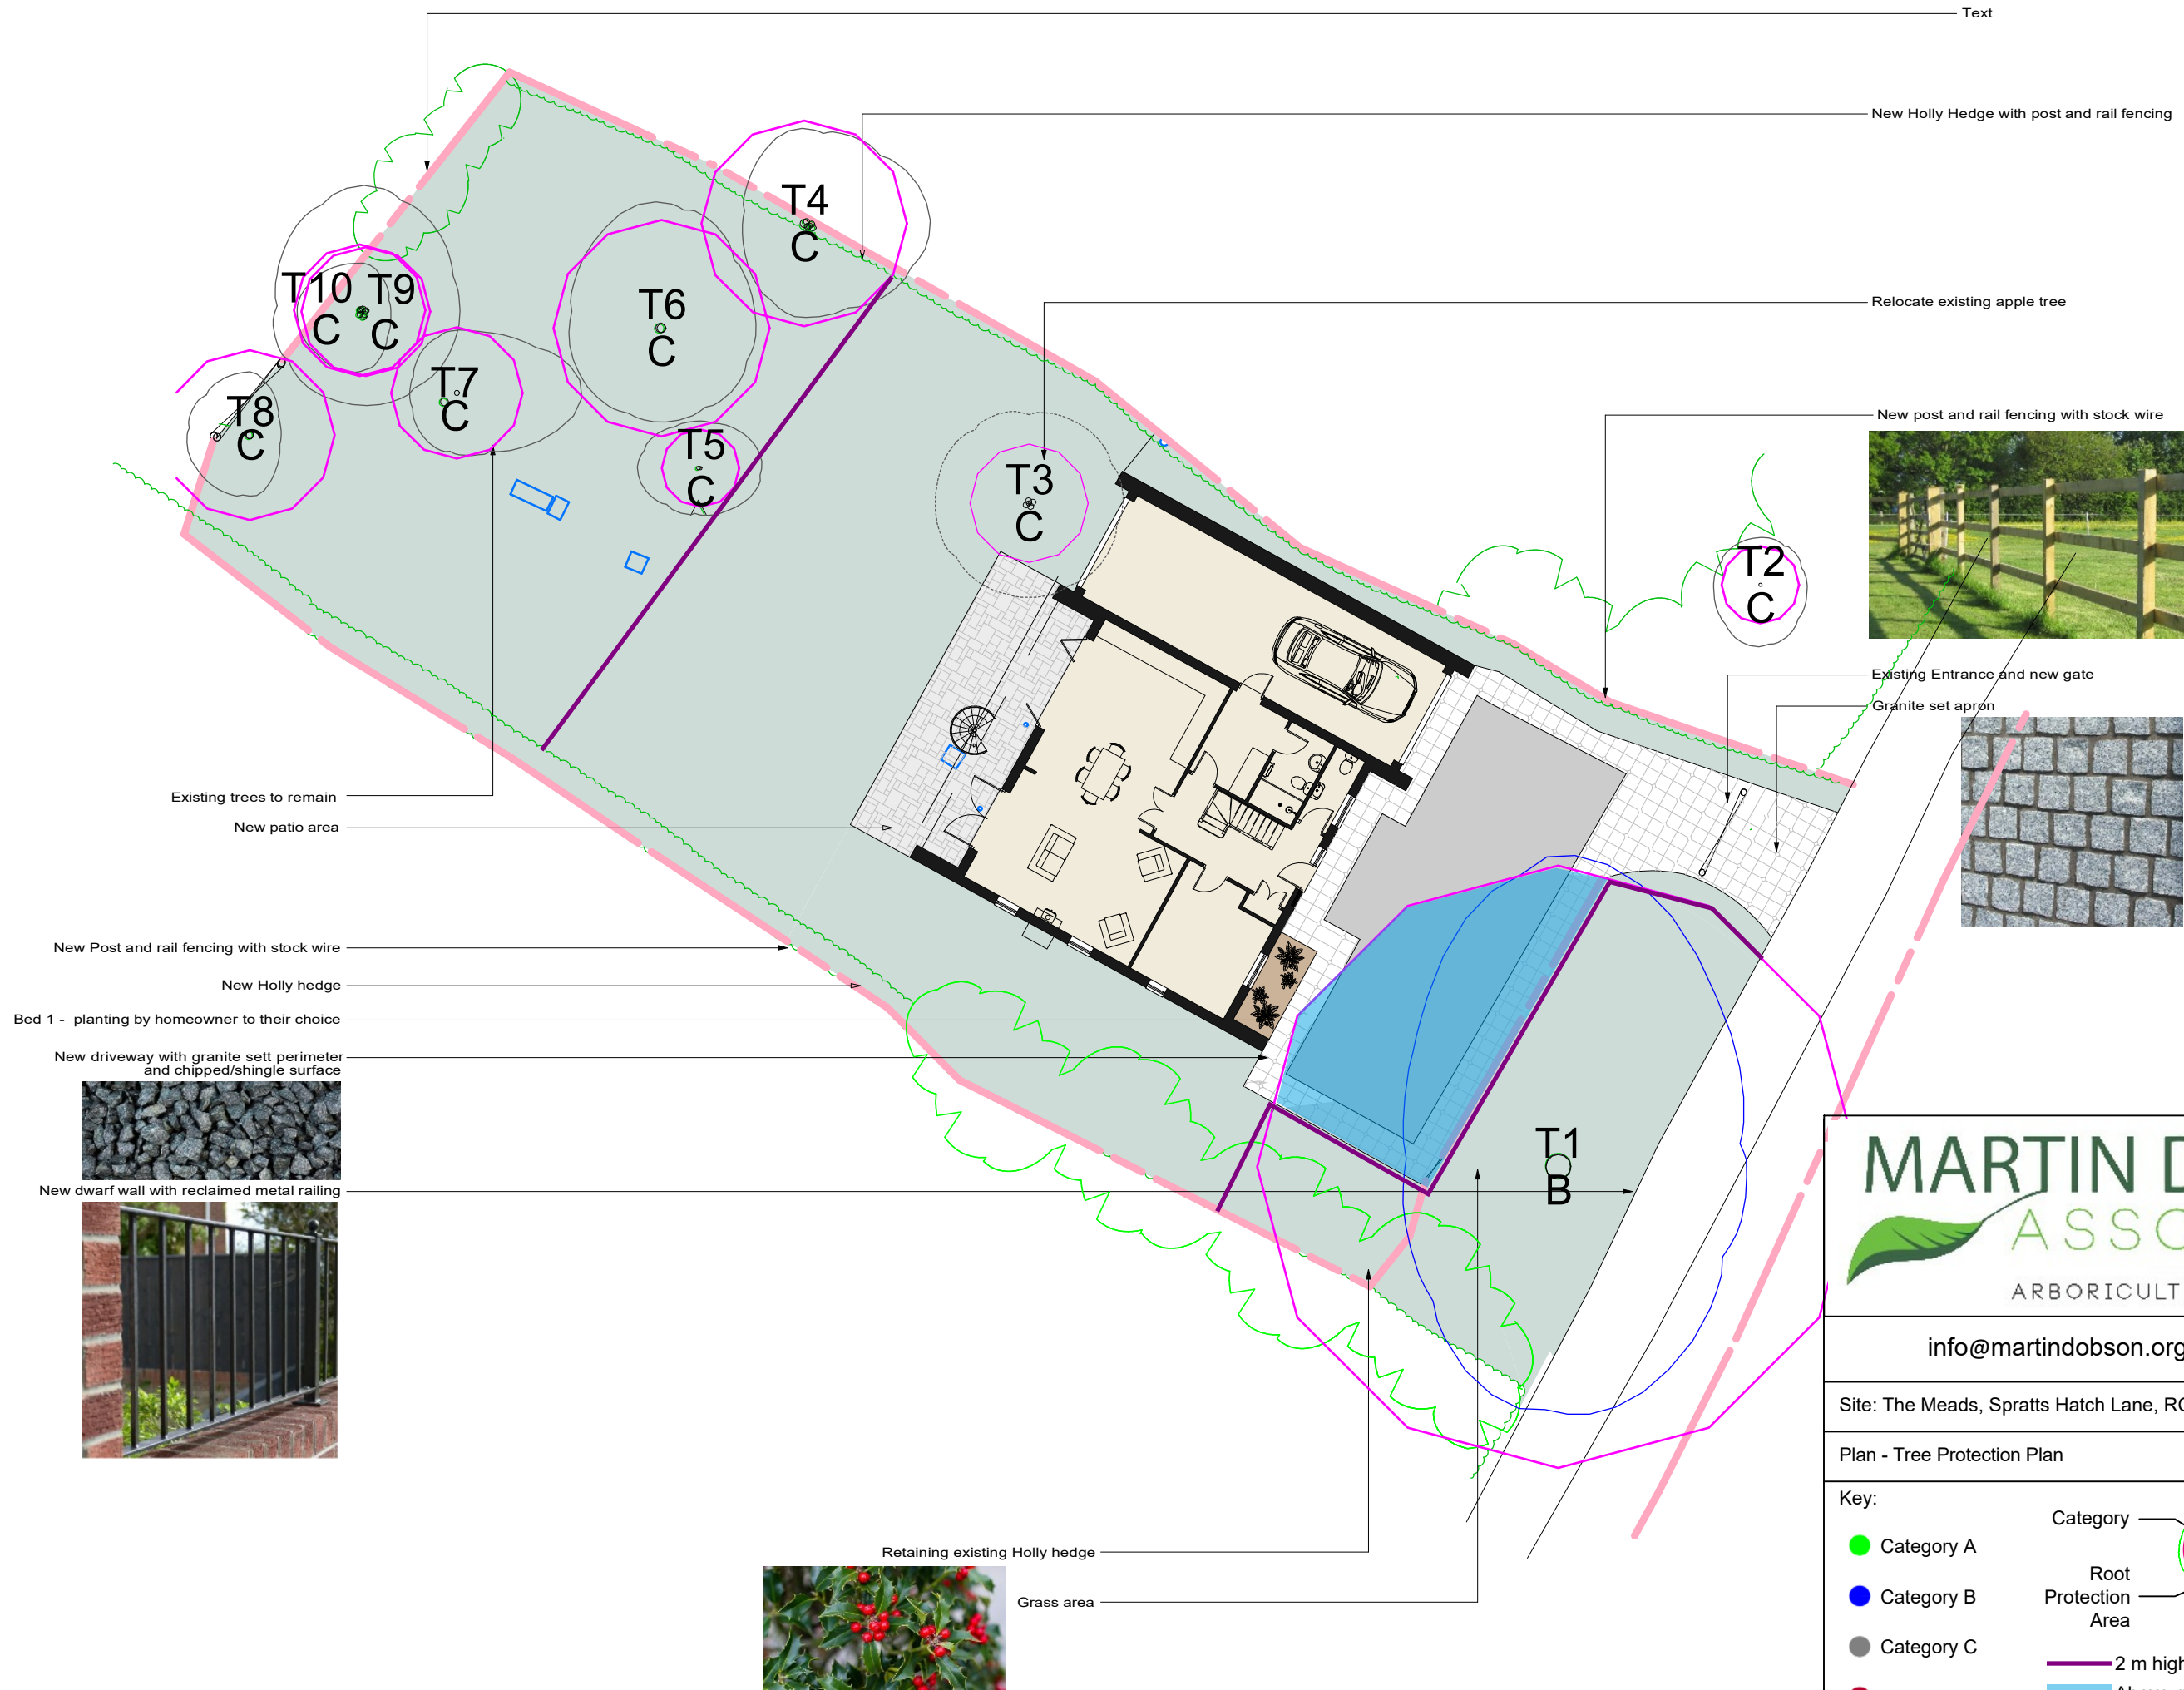 Text
New Holly Hedge with post and rail fencing
T4
C
T10
T9
C
C
T6
C
Relocate existing apple tree
T7
C
T8
C
T5
C
T3
C
New post and rail fencing with stock wire
T2
C
Existing Entrance and new gate
Granite set apron
Existing trees to remain
New patio area
New Post and rail fencing with stock wire
New Holly hedge
Bed 1 - planting by homeowner to their choice
New driveway with granite sett perimeter
and chipped/shingle surface
New dwarf wall with reclaimed metal railing
T1
B
Retaining existing Holly hedge
Grass area
MARTIN D
ASSO
ARBORICULT
info@martindobson.org
Site: The Meads, Spratts Hatch Lane, RG
Plan - Tree Protection Plan
Key:
Category A
Category B
Category C
Category
Root
Protection
Area
2 m high